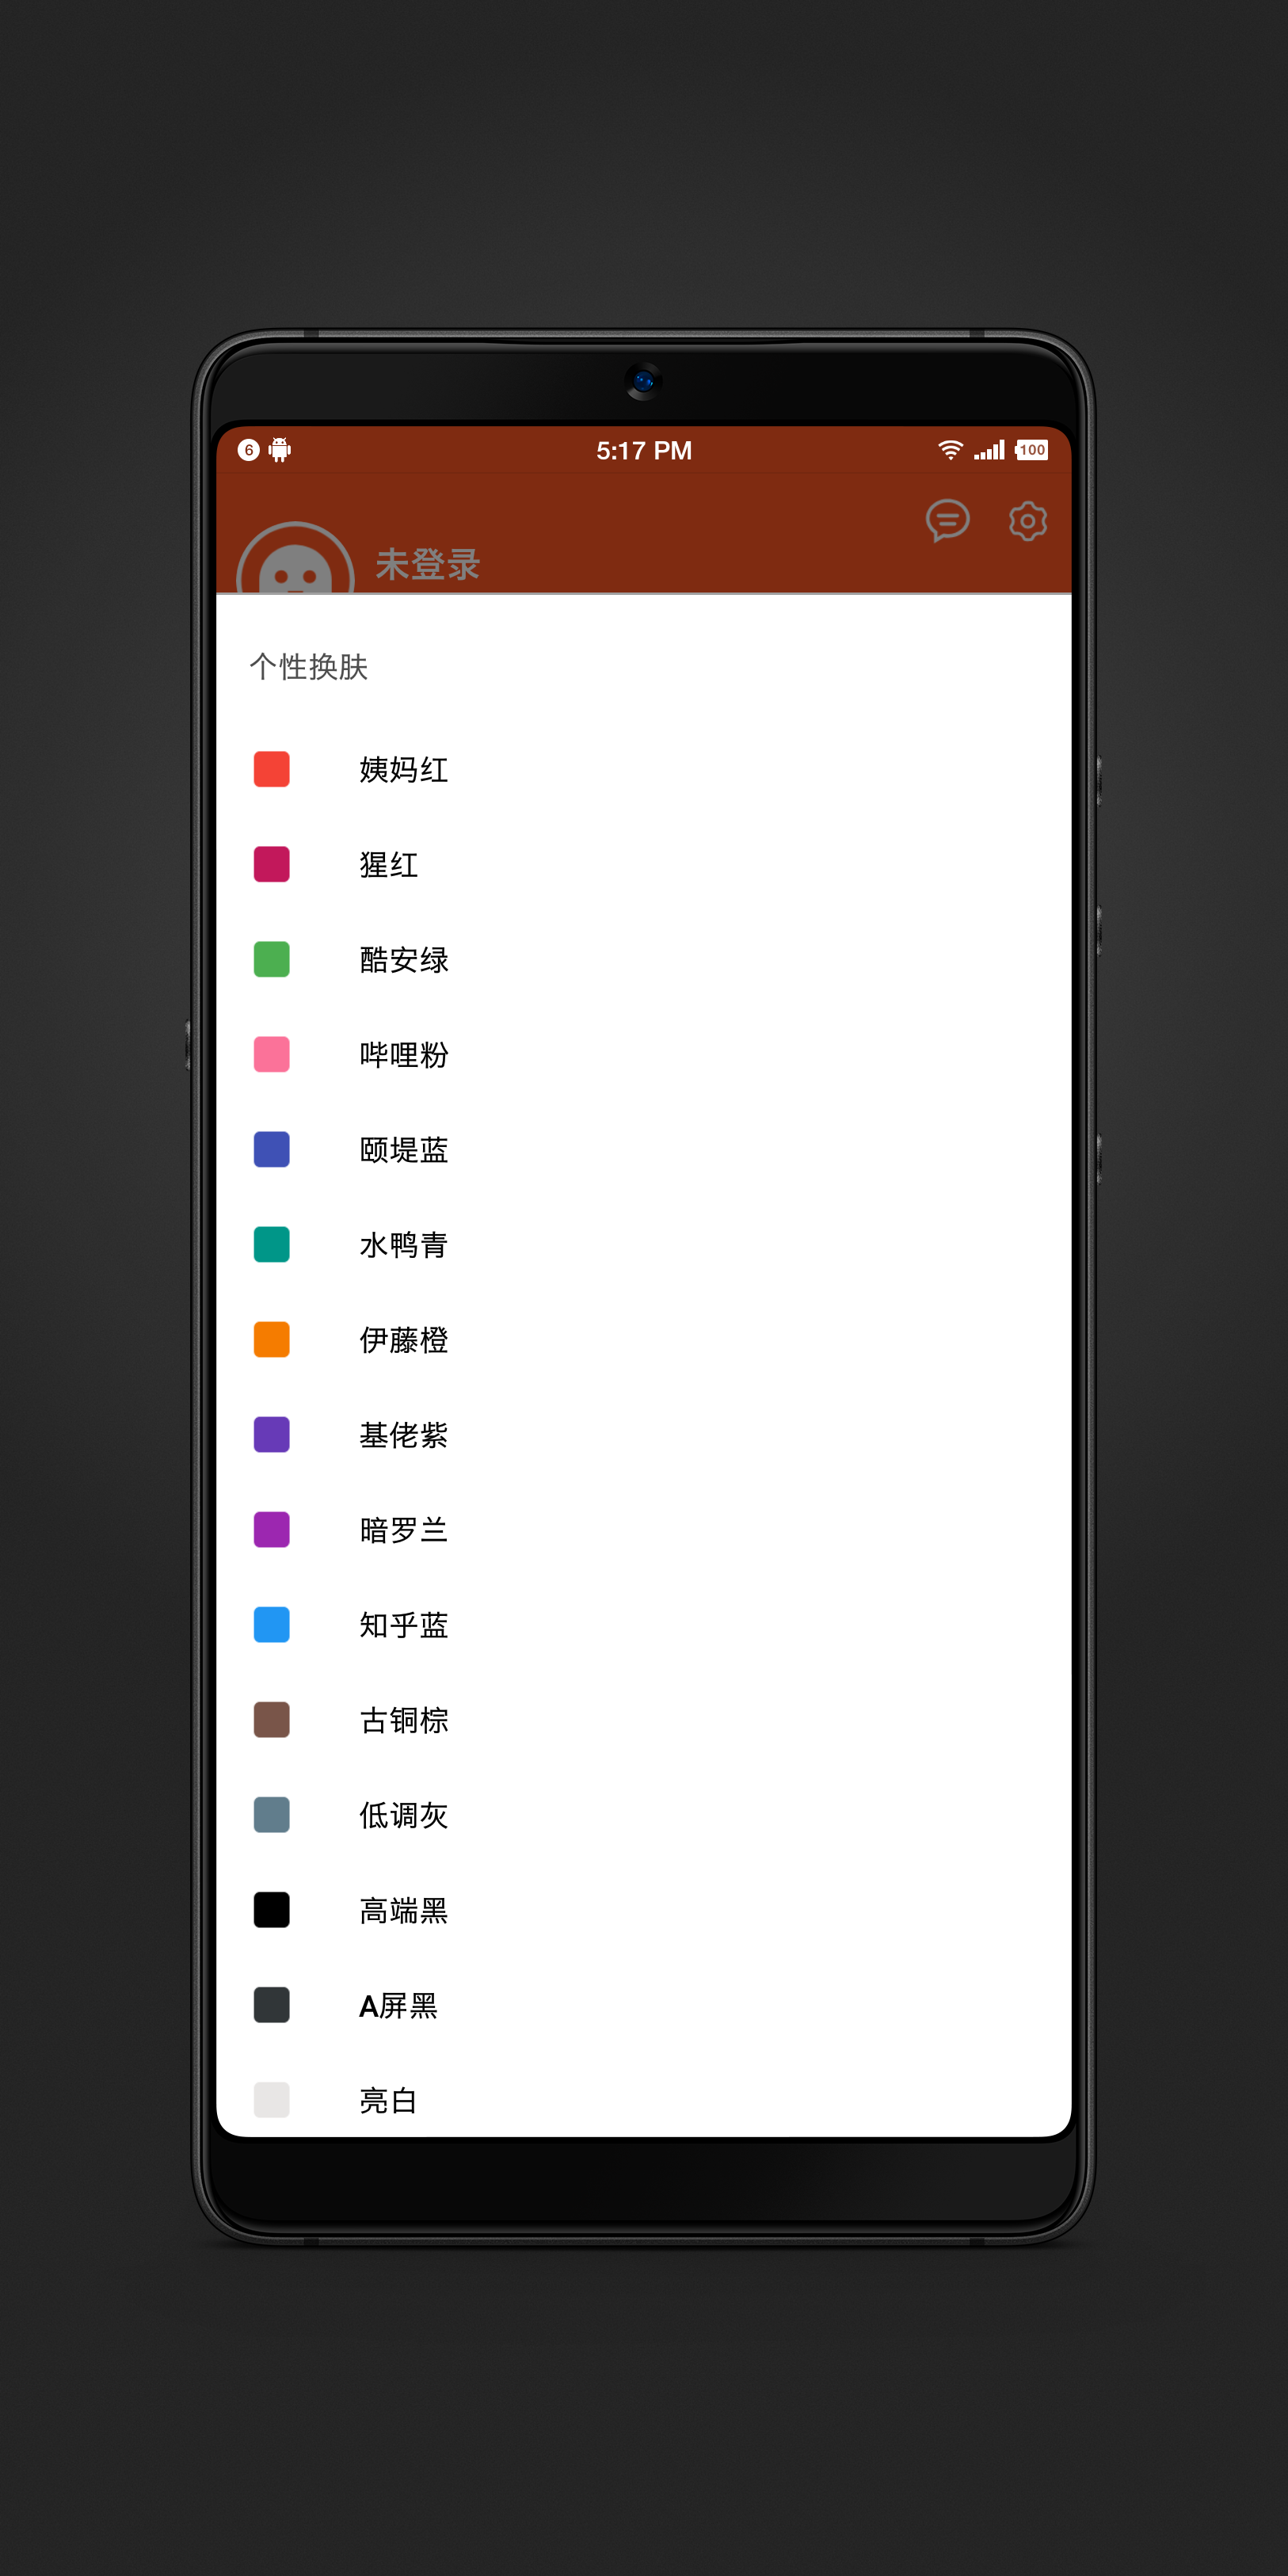 6
5:17 PM
100
未登录
个性换肤
姨妈红
猩红
酷安绿
哔哩粉
颐堤蓝
水鸭青
伊藤橙
基佬紫
暗罗兰
知乎蓝
古铜棕
低调灰
高端黑
A屏黑
亮白